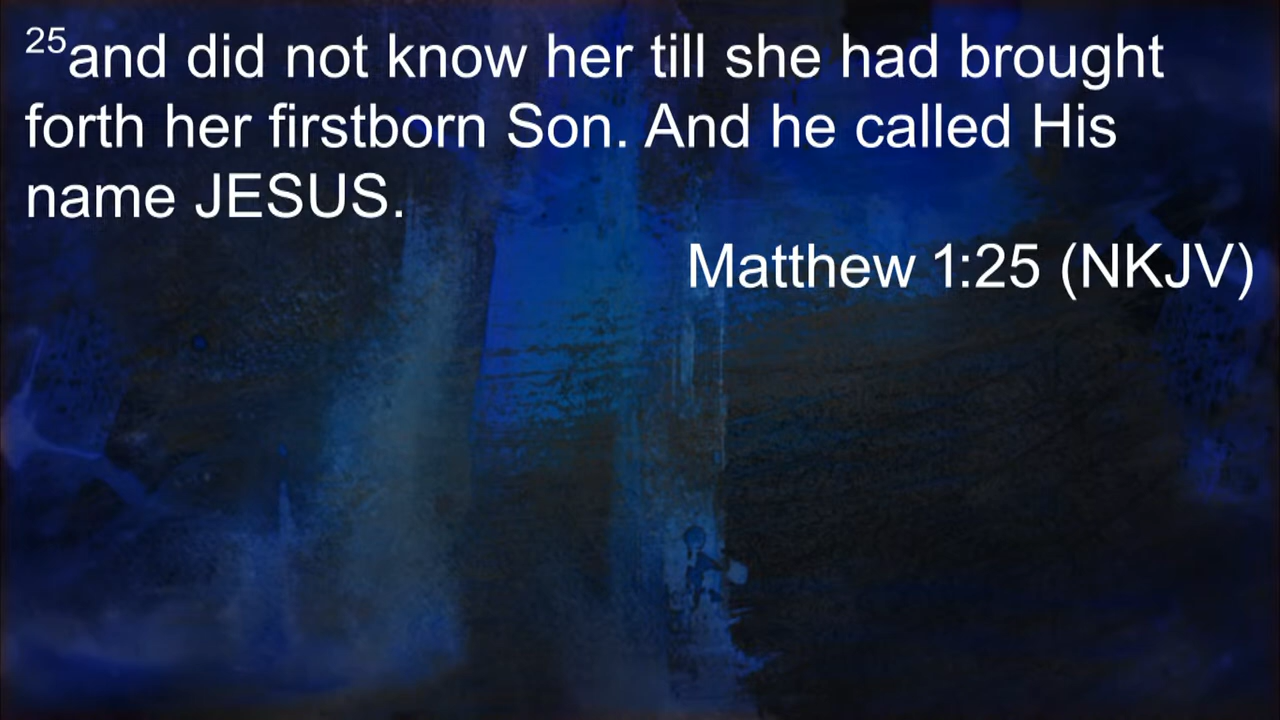 25and did not know her till she had brought
forth her firstborn Son. And he called His
name JESUS.
Matthew 1:25 (NKJV)